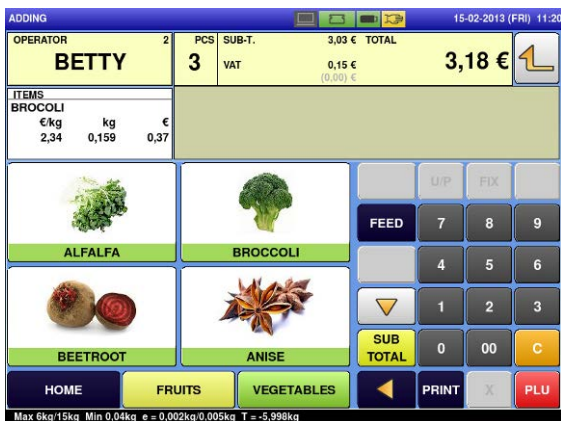 ADDING 15-02-2013 (FRI) 11:20
OPERATOR 2 PCS SUB-T. 3,03 € TOTAL
BETTY 3 VAT 0,15 € 3,18 €
(0,00) €
ITEMS
BROCOLI
€/kg kg €
2,34 0,159 0,37
U/P FIX
FEED 7 8 9
ALFALFA BROCCOLI
4 5 6
1 2 3
BEETROOT ANISE
SUB TOTAL 0 00 C
HOME FRUITS VEGETABLES PRINT X PLU
Max 6kg/15kg Min 0,04kg e = 0,002kg/0,005kg T = -5,998kg